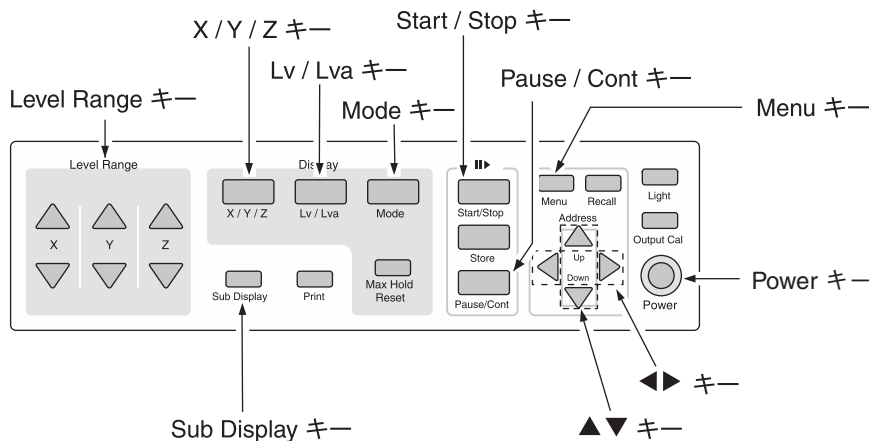 X / Y / Z キー
Start / Stop キー
Lv / Lva キー
Pause / Cont キー
Level Range キー
Mode キー
Menu キー
Level Range
Display
X / Y / Z
Lv / Lva
Mode
Start/Stop
Menu
Recall
Light
Address
X
Y
Z
Store
Up
Output Cal
Down
Sub Display
Print
Max Hold
Reset
Pause/Cont
Power
Power キー
◀▶ キー
Sub Display キー
▲▼ キー